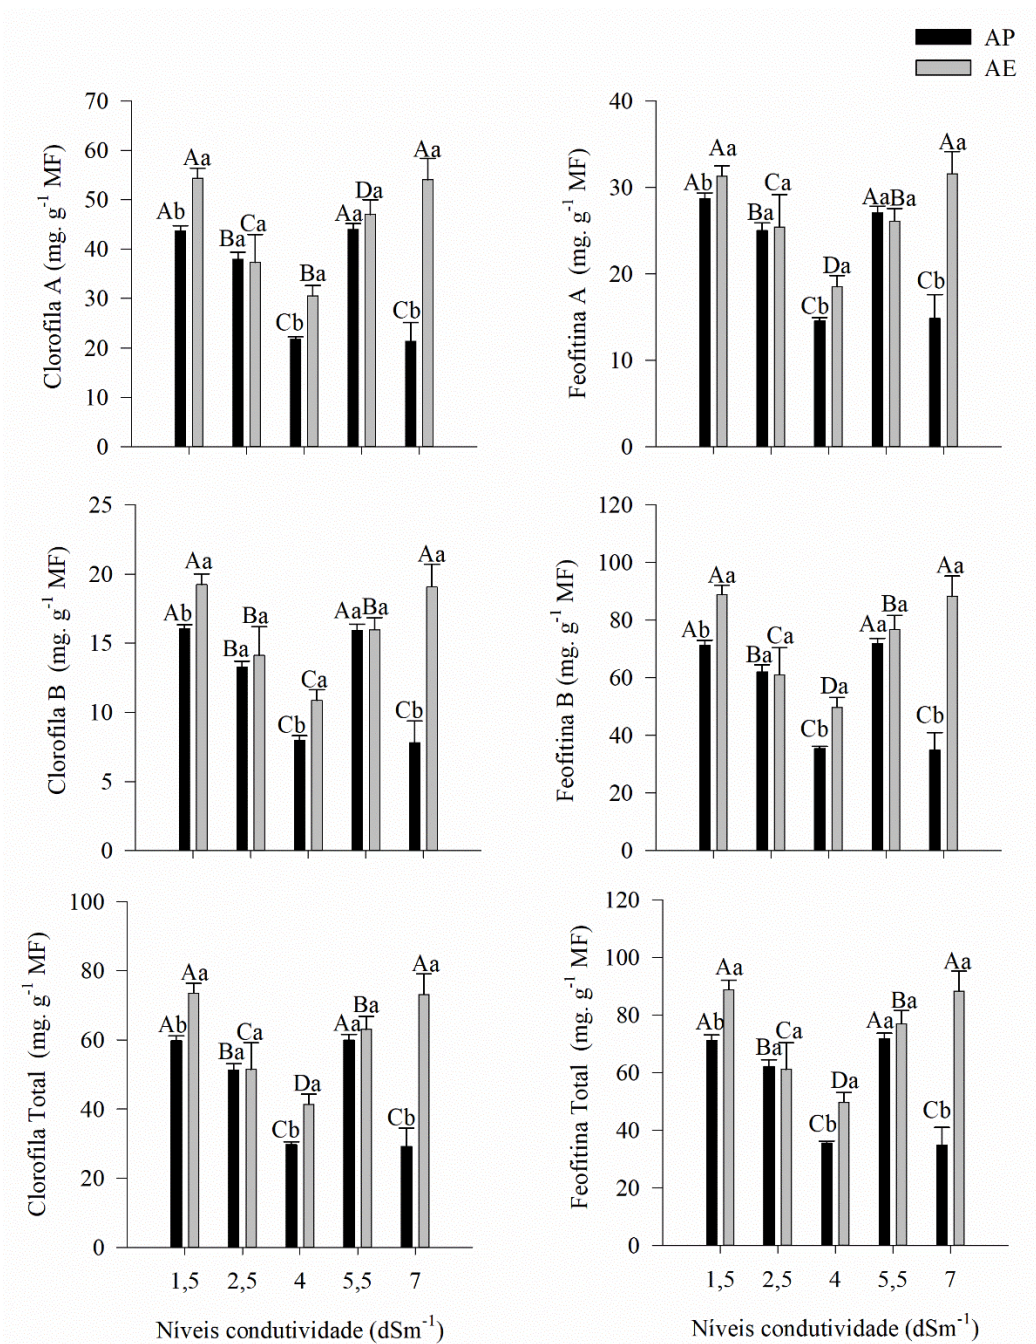 AP
AE
Clorofila A (mg. g-1 MF)
70
60
50
40
30
20
10
0
Ab
Aa
Ba
Ca
Cb
Ba
Aa
Da
Cb
Aa
Feofitina A (mg. g-1 MF)
40
30
20
10
0
Ab
Aa
Ba
Ca
Cb
Da
Aa
Ba
Cb
Aa
Clorofila B (mg. g-1 MF)
25
20
15
10
5
0
Ab
Aa
Ba
Ba
Cb
Ca
Aa
Ba
Cb
Aa
Feofitina B (mg. g-1 MF)
120
100
80
60
40
20
0
Ab
Aa
Ba
Ca
Cb
Da
Aa
Ba
Cb
Aa
Clorofila Total (mg. g-1 MF)
100
80
60
40
20
0
Ab
Aa
Ba
Ca
Cb
Da
Aa
Ba
Cb
Aa
1,5
2,5
4
5,5
7
Níveis condutividade (dSm-1)
Feofitina Total (mg. g-1 MF)
120
100
80
60
40
20
0
Ab
Aa
Ba
Ca
Cb
Da
Aa
Ba
Cb
Aa
1,5
2,5
4
5,5
7
Níveis condutividade (dSm-1)